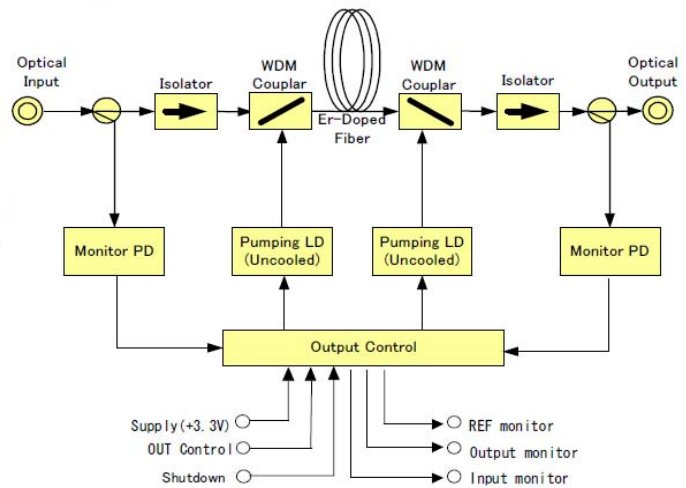 Optical
Input
Isolator
WDM
Couplar
Er-Doped
Fiber
WDM
Couplar
Isolator
Optical
Output
Monitor PD
Pumping LD
(Uncooled)
Pumping LD
(Uncooled)
Monitor PD
Output Control
Supply(+3.3V)
OUT Control
Shutdown
REF monitor
Output monitor
Input monitor